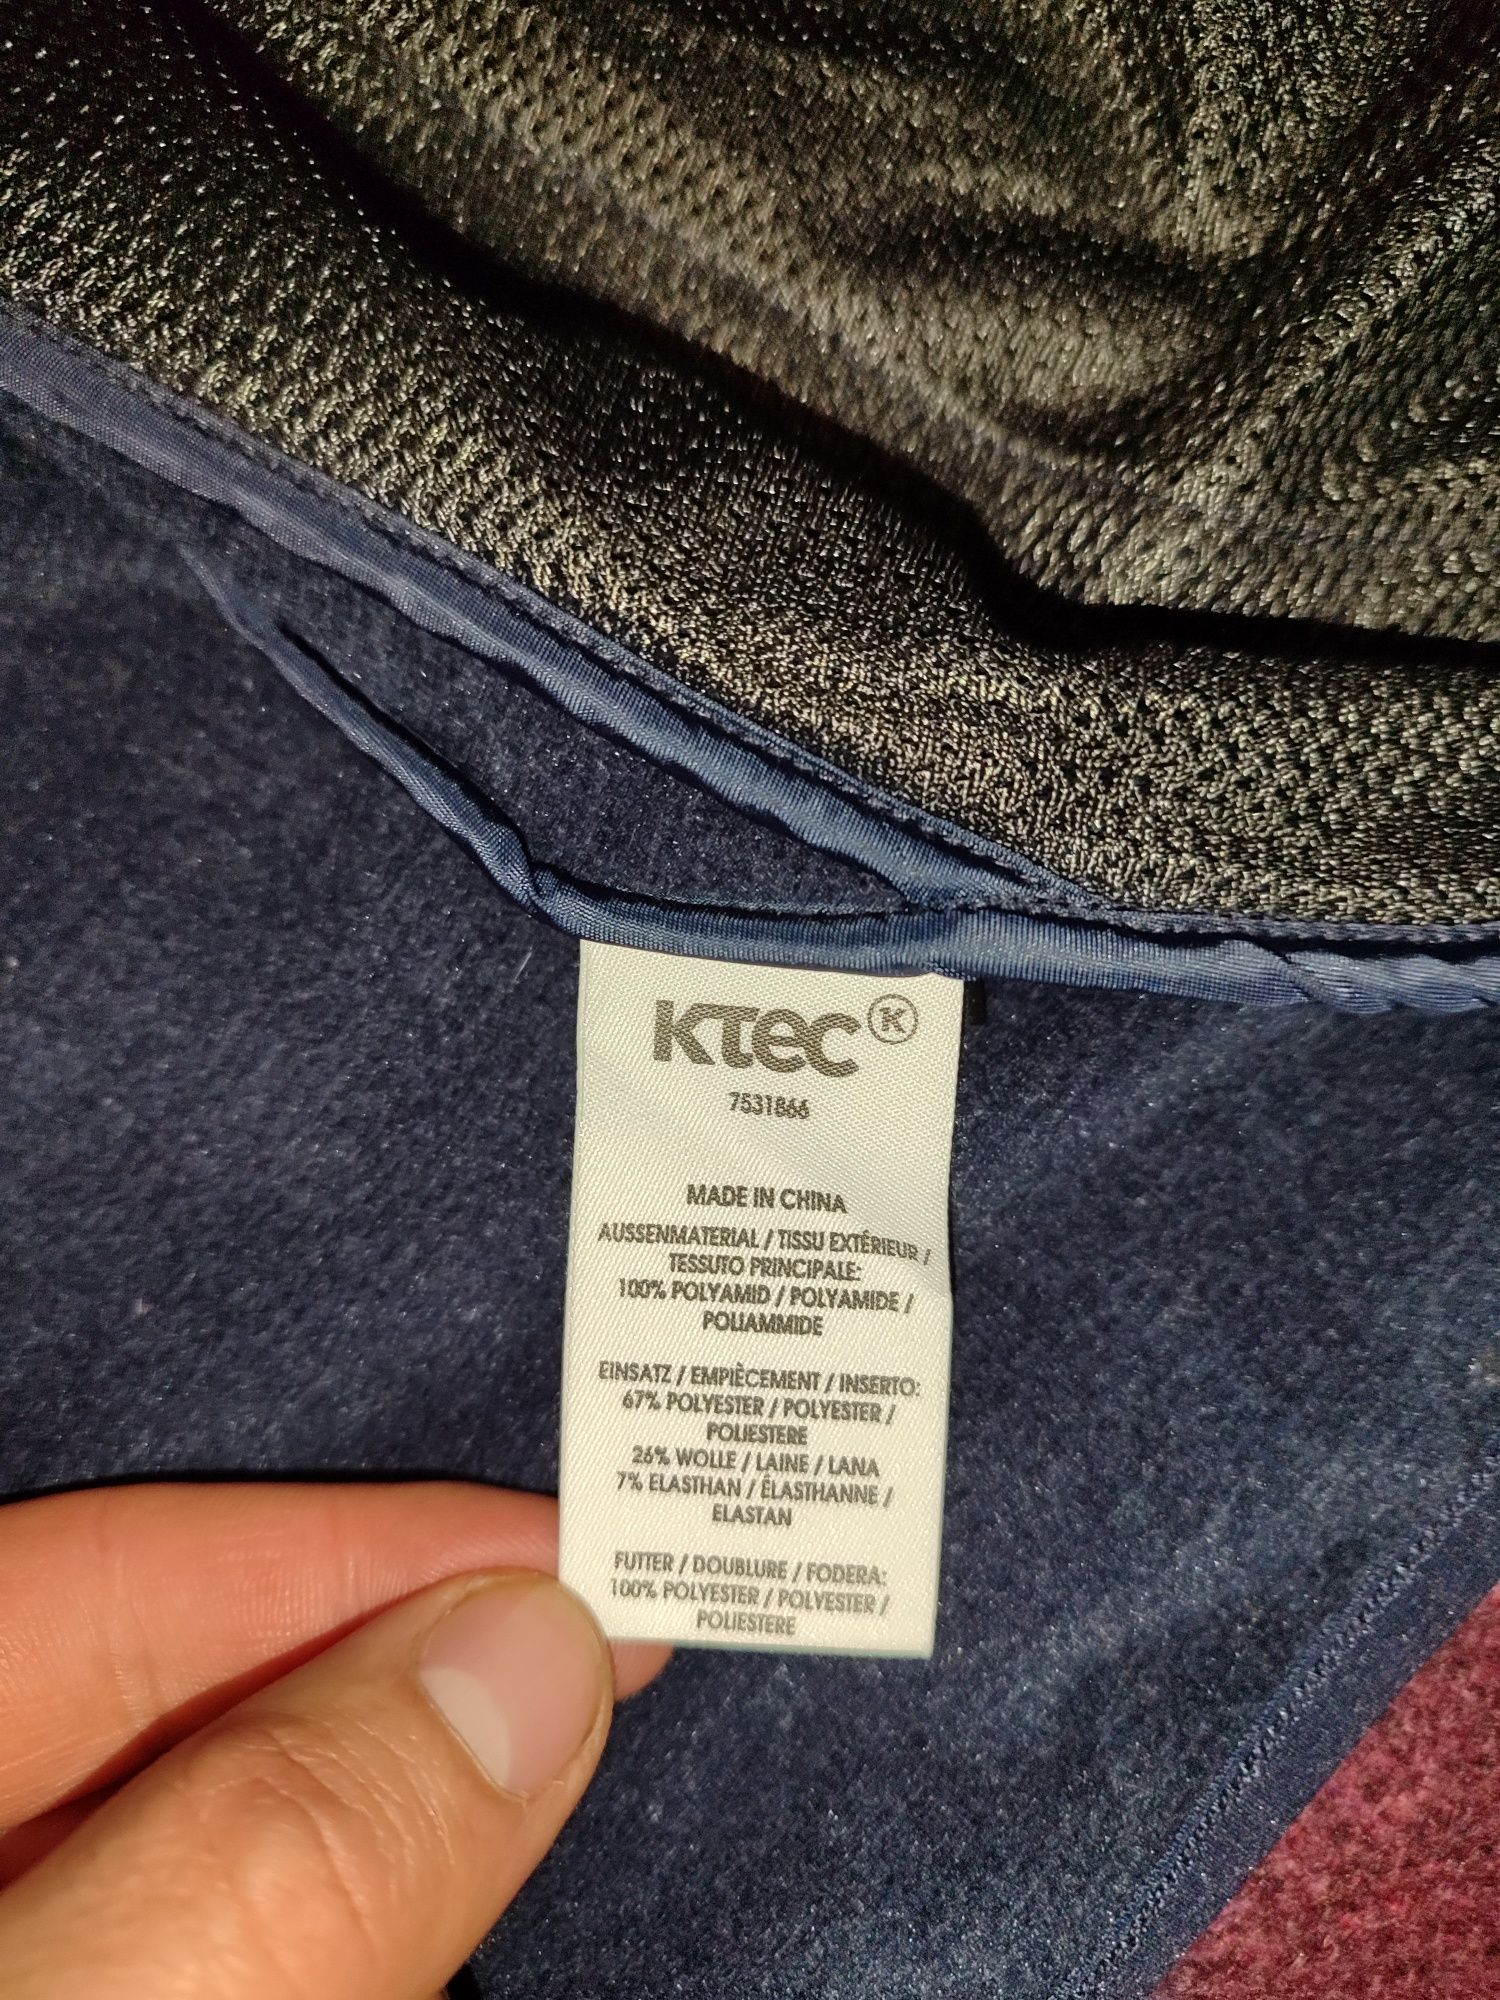 KTEC K
7531866
MADE IN CHINA
AUSSENMATERIAL / TISSU EXTÉRIEUR /
TESSUTO PRINCIPALE:
100% POLYAMID / POLYAMIDE /
POLIAMMIDE
EINSATZ / EMPIÈCEMENT / INSERTO:
67% POLYESTER / POLYESTER /
POLIESTERE
26% WOLLE / LAINE / LANA
7% ELASTHAN / ÉLASTHANNE /
ELASTAN
FUTTER / DOUBLURE / FODERA:
100% POLYESTER / POLYESTER /
POLIESTERE